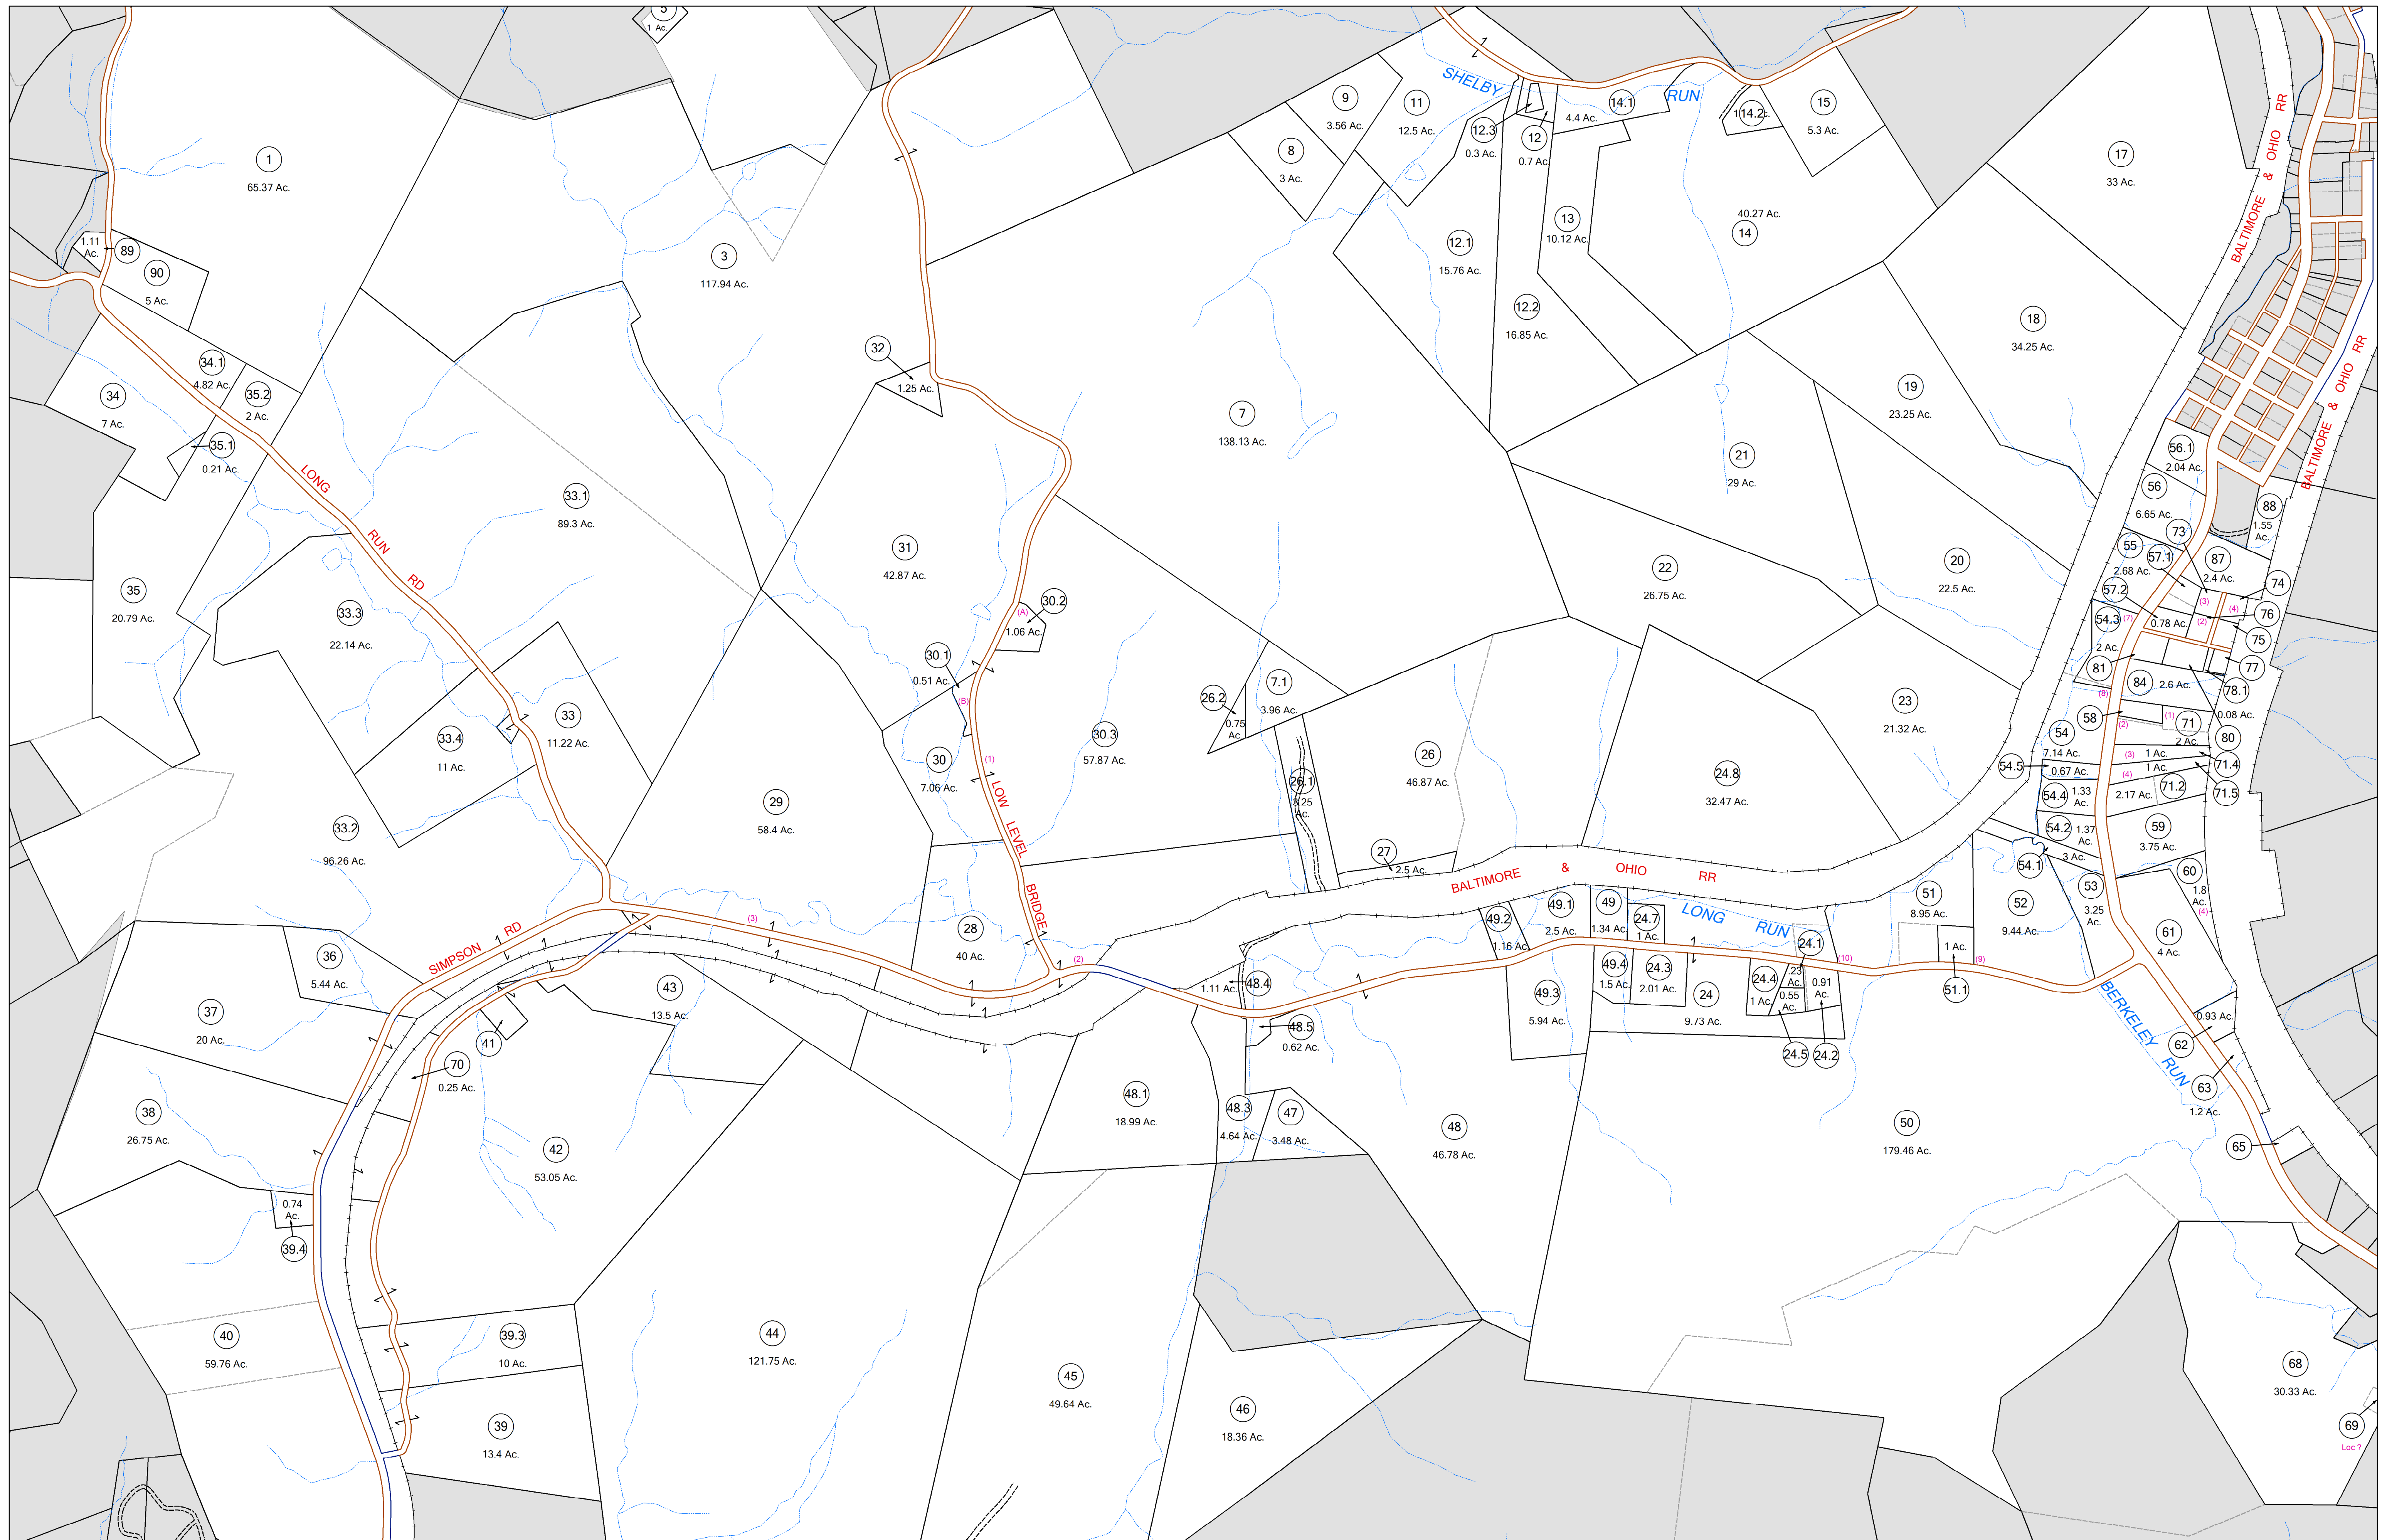 5
1 Ac.
SHELBY
RUN
9
3.56 Ac.
11
12.5 Ac.
12.3
0.3 Ac.
12
0.7 Ac.
14.1
4.4 Ac.
14.2
15
5.3 Ac.
BALTIMORE & OHIO RR
1
65.37 Ac.
8
3 Ac.
17
33 Ac.
1.11
Ac.
89
90
5 Ac.
3
117.94 Ac.
12.1
15.76 Ac.
13
10.12 Ac.
40.27 Ac.
14
12.2
16.85 Ac.
18
34.25 Ac.
BALTIMORE & OHIO RR
34.1
4.82 Ac.
35.2
2 Ac.
34
7 Ac.
35.1
0.21 Ac.
32
1.25 Ac.
7
138.13 Ac.
19
23.25 Ac.
21
29 Ac.
56.1
2.04 Ac.
56
6.65 Ac.
88
1.55
Ac.
73
LONG
RUN
RD
33.1
89.3 Ac.
31
42.87 Ac.
22
26.75 Ac.
20
22.5 Ac.
55
57.1
2.68 Ac.
87
2.4 Ac.
74
57.2
(3)
(4)
76
54.3
(7)
0.78 Ac.
(2)
75
2 Ac.
81
77
84
2.6 Ac.
78.1
(8)
0.08 Ac.
58
(1)
(2)
71
2 Ac.
80
35
20.79 Ac.
33.3
22.14 Ac.
(A)
30.2
1.06 Ac.
30.1
0.51 Ac.
(B)
26.2
0.75
Ac.
7.1
3.96 Ac.
23
21.32 Ac.
33.4
11 Ac.
33
11.22 Ac.
30
7.06 Ac.
(1)
30.3
57.87 Ac.
26.1
3.25
Ac.
26
46.87 Ac.
24.8
32.47 Ac.
54
7.14 Ac.
54.5
0.67 Ac.
(3)
1 Ac.
71.4
(4)
1 Ac.
54.4
1.33
Ac.
2.17 Ac.
71.2
71.5
54.2
1.37
Ac.
59
3.75 Ac.
54.1
3 Ac.
60
1.8
Ac.
(4)
33.2
96.26 Ac.
29
58.4 Ac.
LOW
LEVEL
BRIDGE
27
2.5 Ac.
BALTIMORE & OHIO RR
51
8.95 Ac.
52
9.44 Ac.
53
3.25
Ac.
61
4 Ac.
SIMPSON RD
(3)
28
40 Ac.
(2)
49.2
1.16 Ac.
49.1
2.5 Ac.
49
1.34 Ac.
24.7
1 Ac.
LONG
RUN
24.1
(10)
1 Ac.
(9)
51.1
36
5.44 Ac.
37
20 Ac.
43
13.5 Ac.
41
70
0.25 Ac.
1.11 Ac.
48.4
48.5
0.62 Ac.
49.3
5.94 Ac.
49.4
1.5 Ac.
24.3
2.01 Ac.
24
9.73 Ac.
24.4
1 Ac.
.23
Ac.
0.55
Ac.
0.91
Ac.
24.5
24.2
BERKELEY
RUN
0.93 Ac.
62
63
1.2 Ac.
65
38
26.75 Ac.
42
53.05 Ac.
48.1
18.99 Ac.
48.3
4.64 Ac.
47
3.48 Ac.
48
46.78 Ac.
50
179.46 Ac.
0.74
Ac.
39.4
40
59.76 Ac.
39.3
10 Ac.
39
13.4 Ac.
44
121.75 Ac.
45
49.64 Ac.
46
18.36 Ac.
68
30.33 Ac.
69
Loc ?